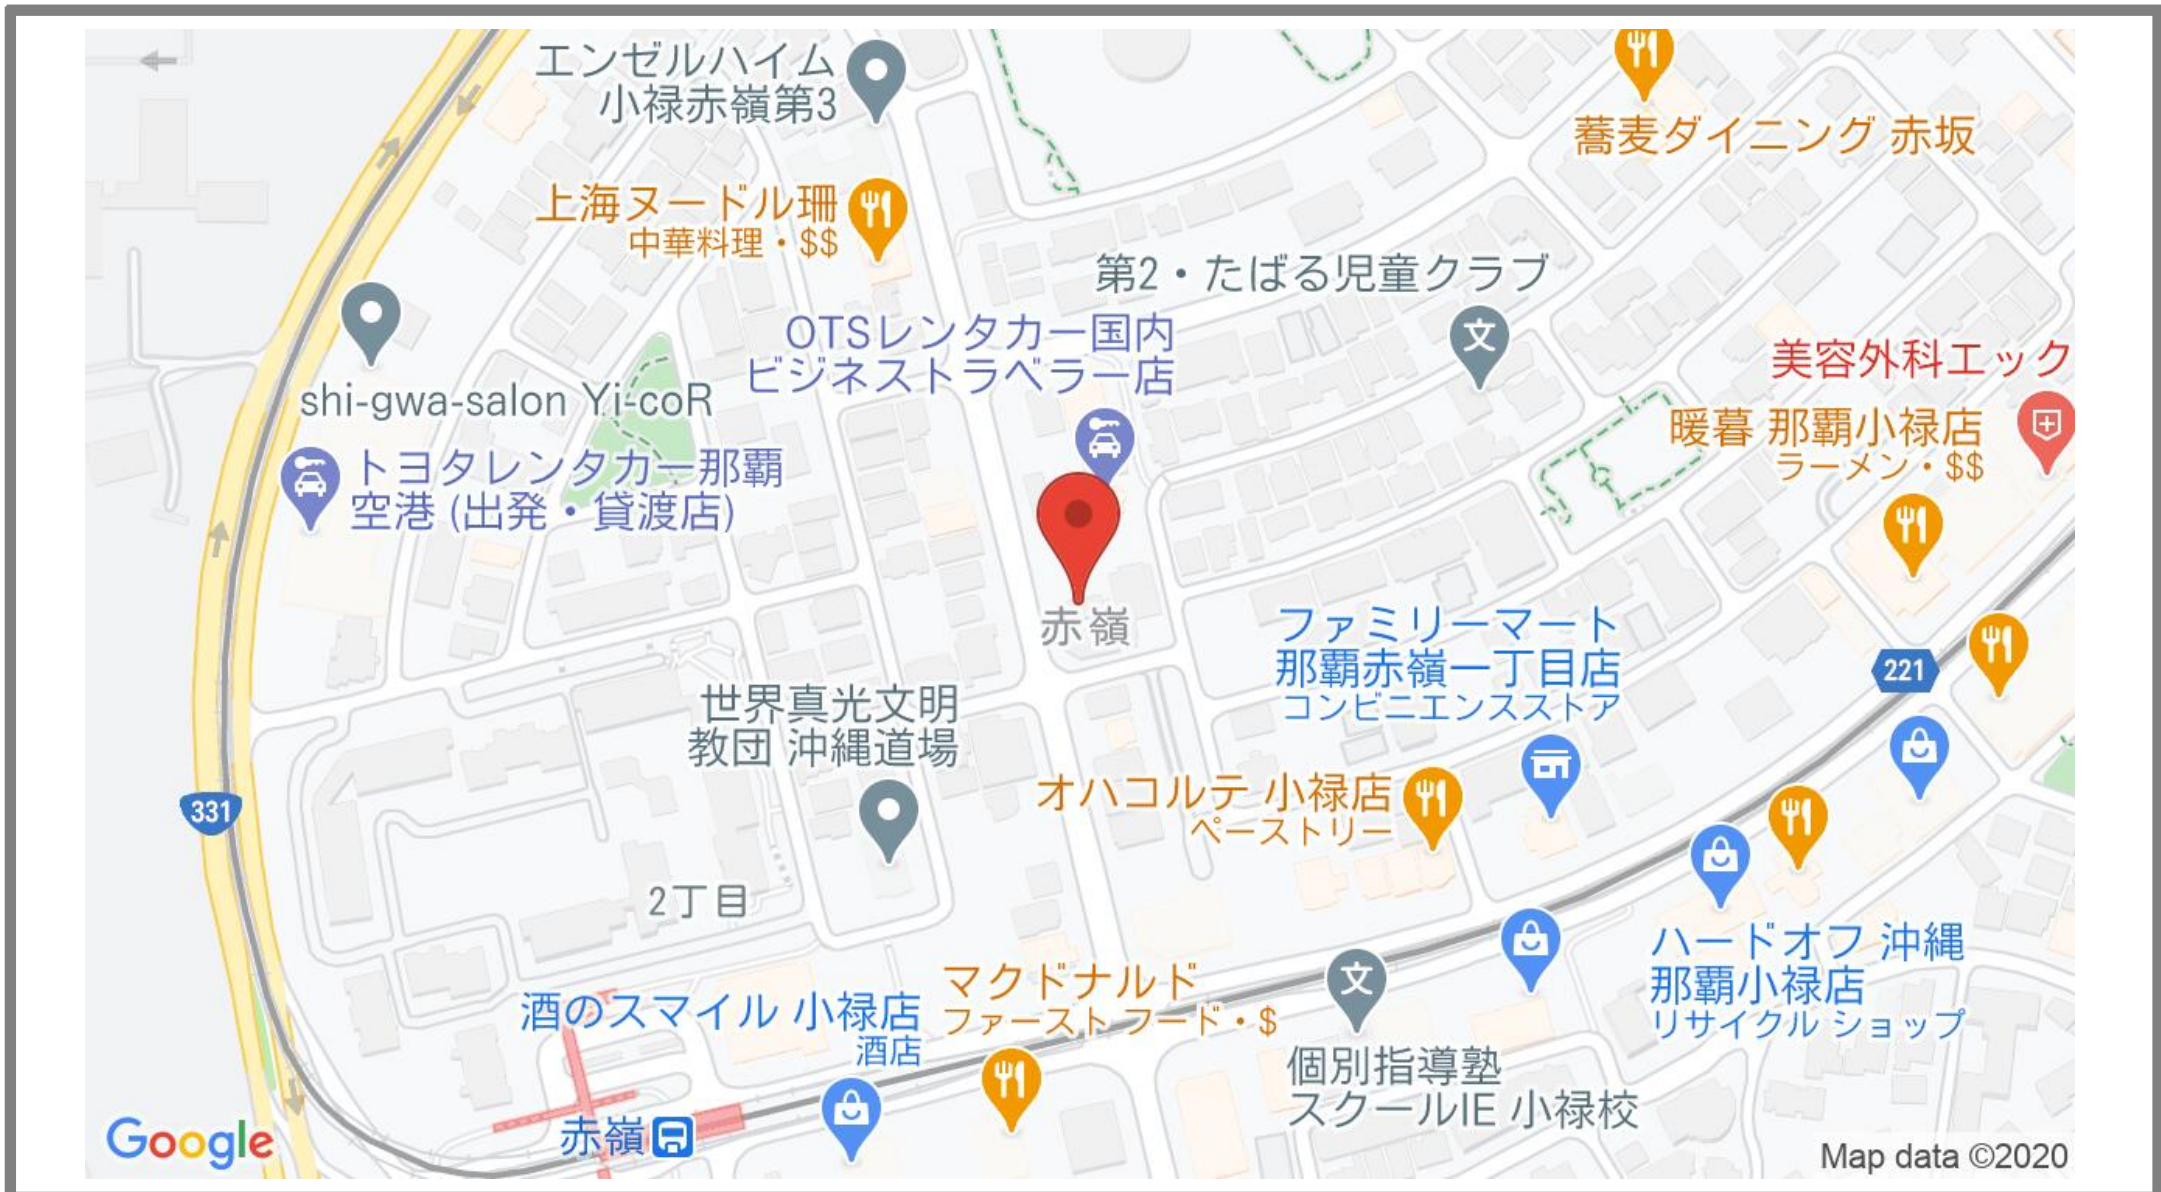 エンゼルハイム
小禄赤嶺第3
蕎麦ダイニング 赤坂
上海ヌードル珊
中華料理・$$
第2・たばる児童クラブ
文
OTSレンタカー国内
ビジネストラベラー店
美容外科エック
shi-gwa-salon Yi-coR
暖暮 那覇小禄店
ラーメン・$$
トヨタレンタカー那覇
空港 (出発・貸渡店)
赤嶺
ファミリーマート
那覇赤嶺一丁目店
コンビニエンスストア
221
世界真光文明
教団 沖縄道場
オハコルテ 小禄店
ペーストリー
331
2丁目
ハードオフ 沖縄
那覇小禄店
リサイクル ショップ
マクドナルド
ファースト フード・$
酒のスマイル 小禄店
酒店
文
個別指導塾
スクールIE 小禄校
赤嶺
Google
Map data ©2020